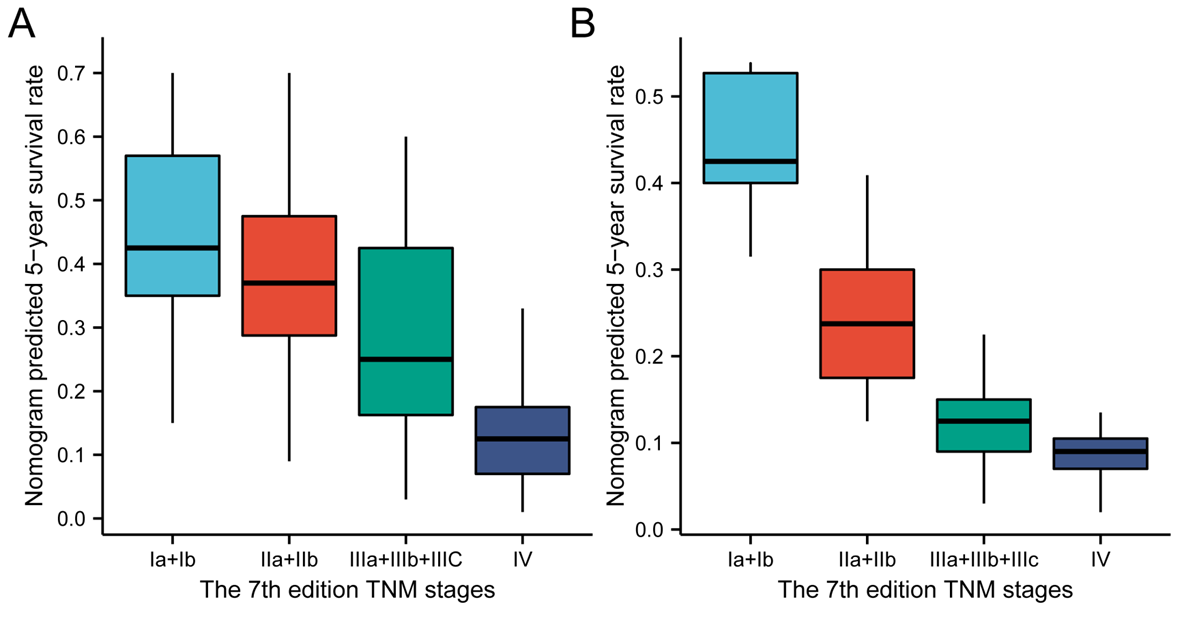 A
Nomogram predicted 5−year survival rate
0.7
0.6
0.5
0.4
0.3
0.2
0.1
0.0
Ia+Ib IIa+IIb IIIa+IIIb+IIIC IV
The 7th edition TNM stages
B
Nomogram predicted 5−year survival rate
0.5
0.4
0.3
0.2
0.1
0.0
Ia+Ib IIa+IIb IIIa+IIIb+IIIc IV
The 7th edition TNM stages